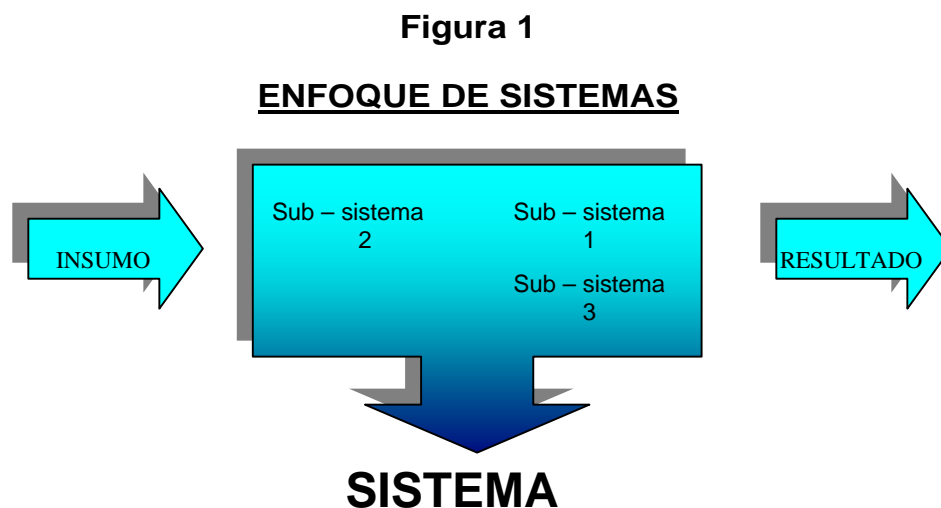 Figura 1
ENFOQUE DE SISTEMAS
INSUMO
Sub – sistema
2
Sub – sistema
1
Sub – sistema
3
RESULTADO
SISTEMA